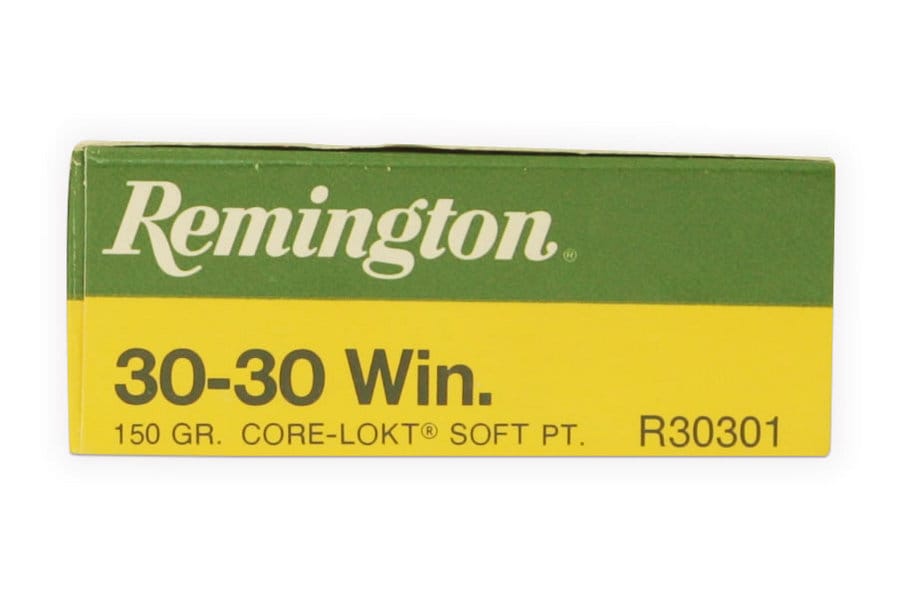 Remington®
30-30 Win.
150 GR. CORE-LOKT® SOFT PT. R30301